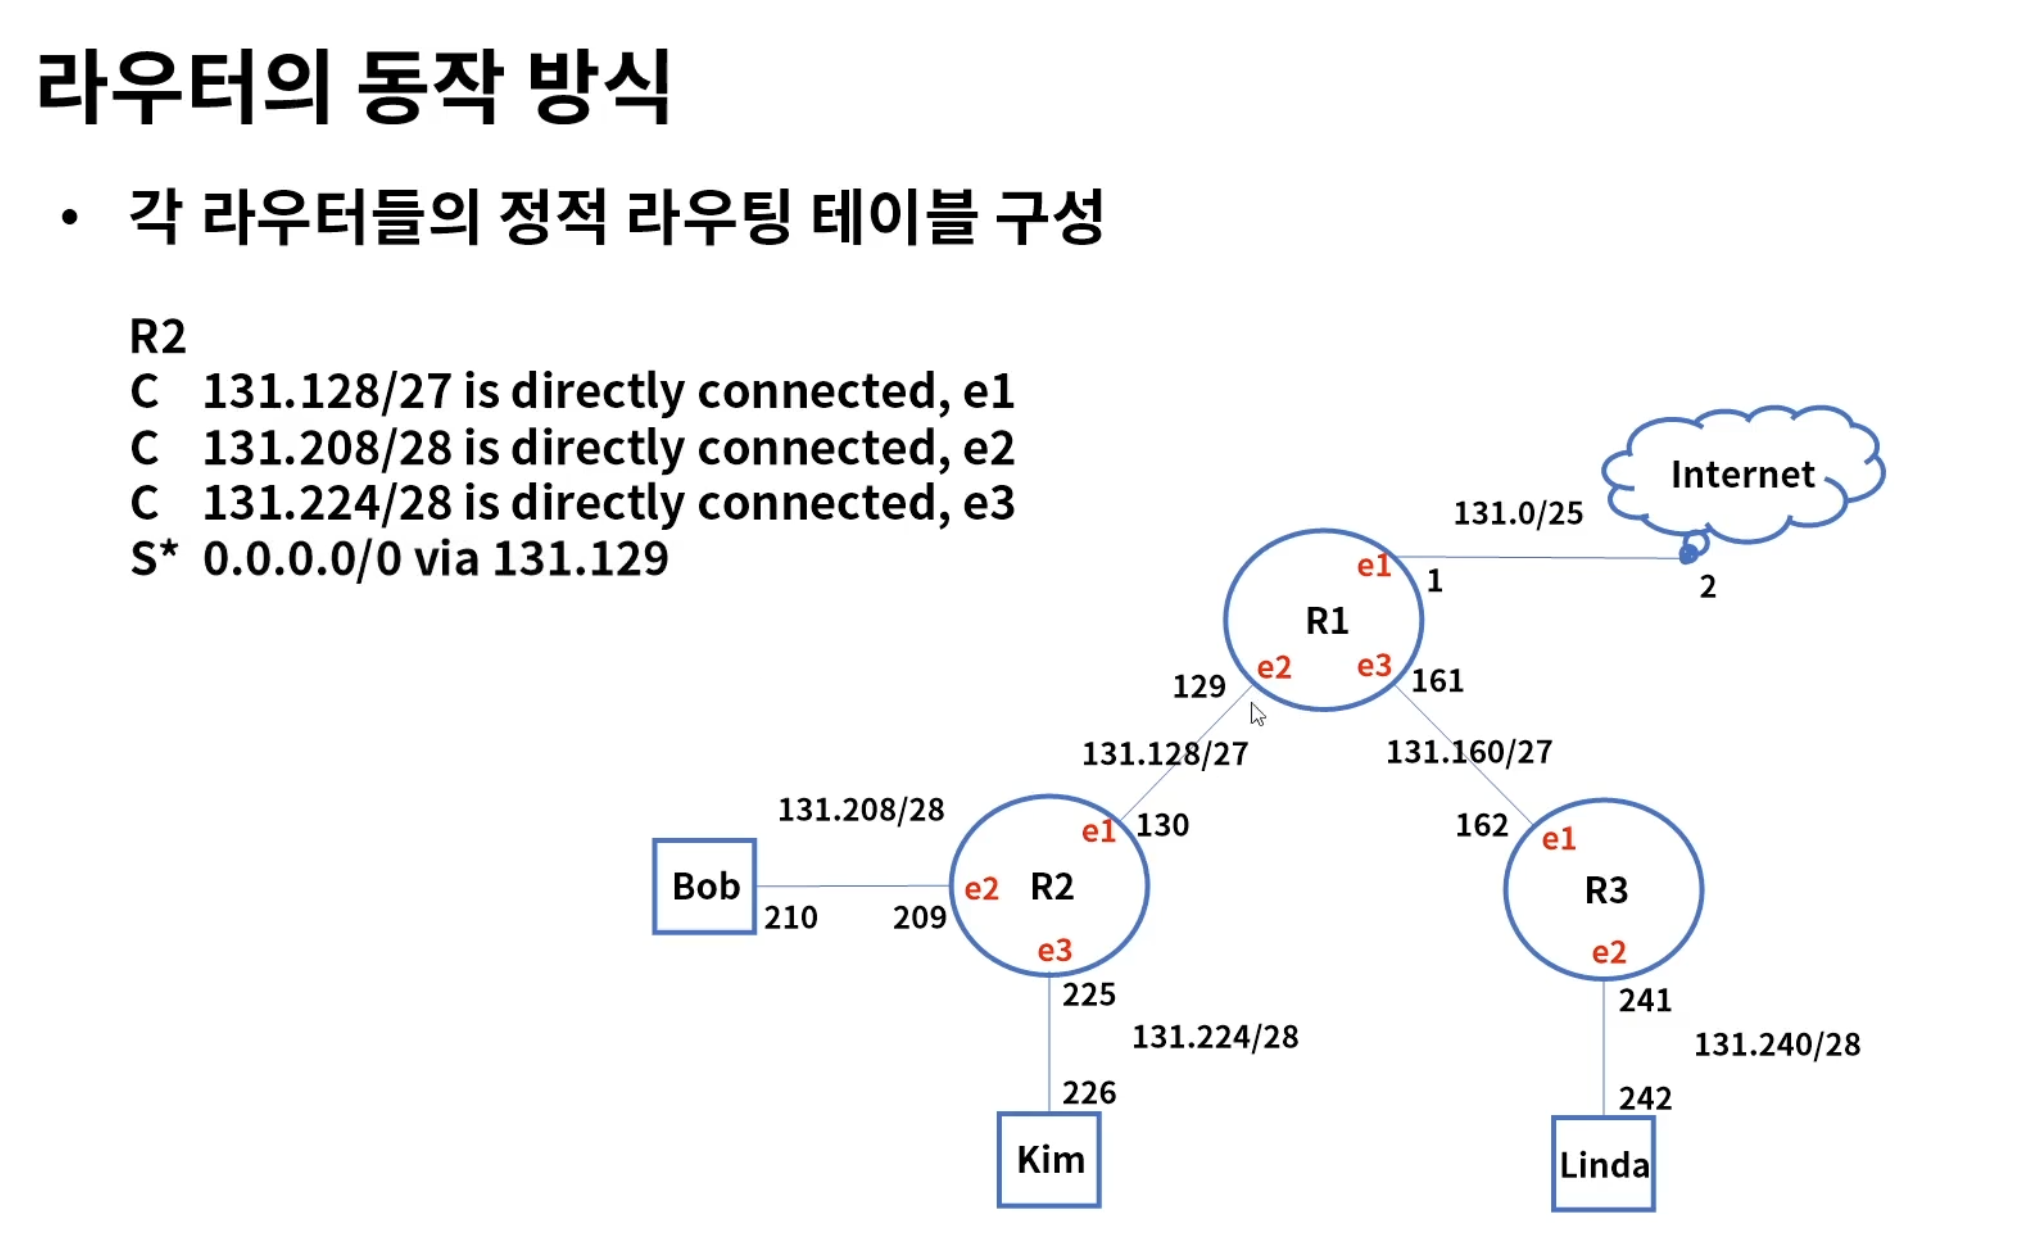 라우터의 동작 방식
• 각 라우터들의 정적 라우팅 테이블 구성
R2
C 131.128/27 is directly connected, e1
C 131.208/28 is directly connected, e2
C 131.224/28 is directly connected, e3
S* 0.0.0.0/0 via 131.129
Internet
131.0/25
e1
1
2
R1
e2
e3
129
161
131.128/27
131.160/27
131.208/28
e1
130
162
e1
Bob
e2
R2
R3
210
209
e3
e2
225
241
131.224/28
131.240/28
226
242
Kim
Linda